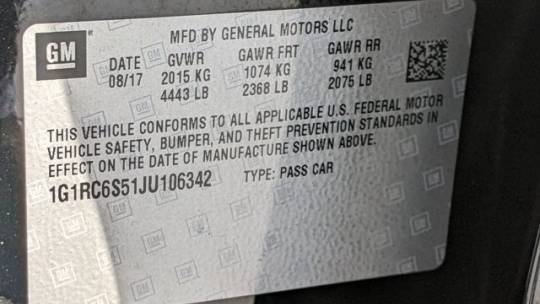 GM
MFD BY GENERAL MOTORS LLC
DATE GVWR GAWR FRT GAWR RR
08/17 2015 KG 1074 KG 941 KG
4443 LB 2368 LB 2075 LB
THIS VEHICLE CONFORMS TO ALL APPLICABLE U.S. FEDERAL MOTOR
VEHICLE SAFETY, BUMPER, AND THEFT PREVENTION STANDARDS IN
EFFECT ON THE DATE OF MANUFACTURE SHOWN ABOVE.
1G1RC6S51JU106342 TYPE: PASS CAR